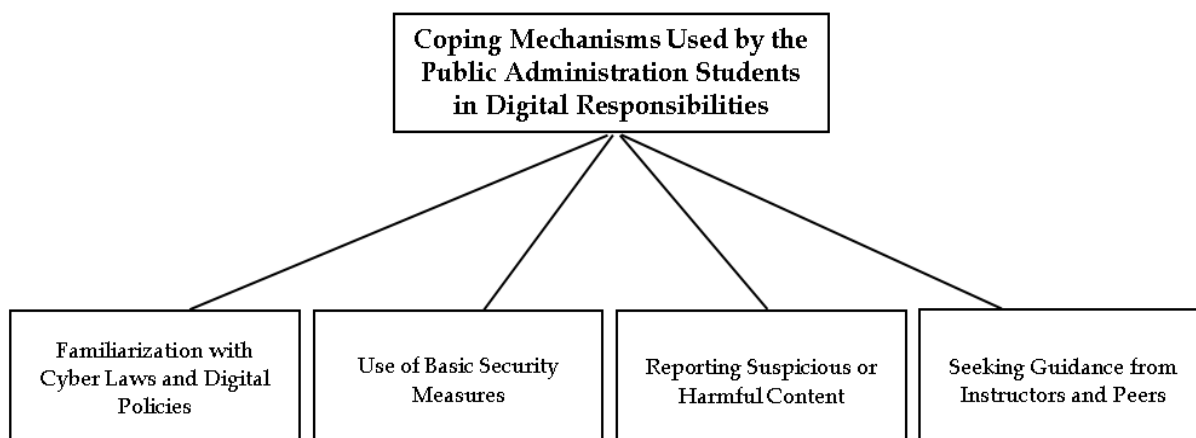 Coping Mechanisms Used by the
Public Administration Students
in Digital Responsibilities
Familiarization with
Cyber Laws and Digital
Policies
Use of Basic Security
Measures
Reporting Suspicious or
Harmful Content
Seeking Guidance from
Instructors and Peers